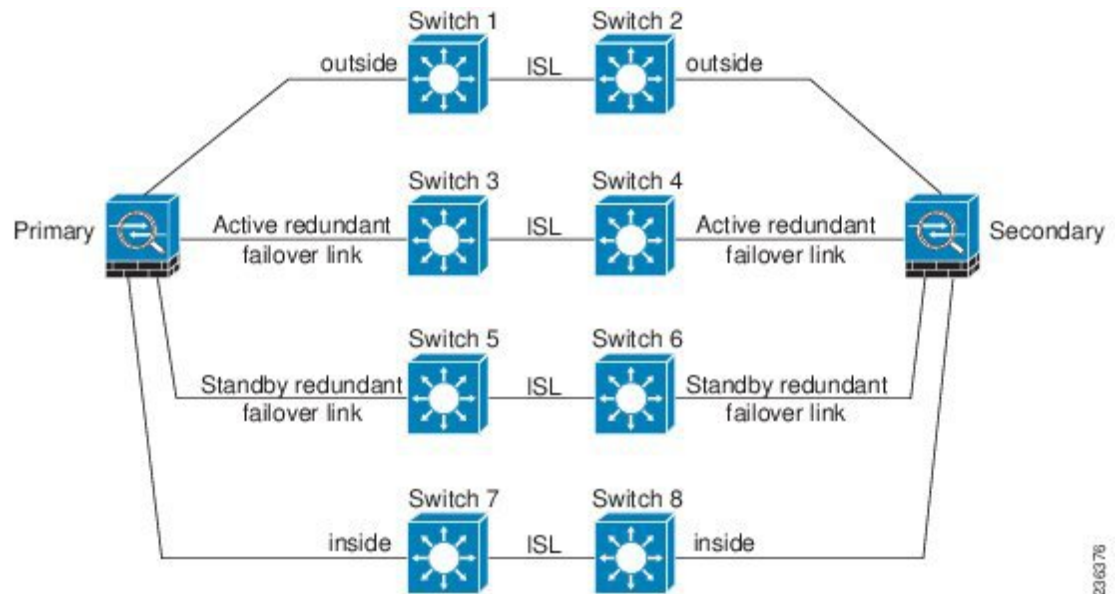 Switch 1
Switch 2
outside
ISL
outside
Switch 3
Switch 4
Primary
Active redundant
failover link
ISL
Active redundant
failover link
Secondary
Switch 5
Switch 6
Standby redundant
failover link
ISL
Standby redundant
failover link
Switch 7
Switch 8
inside
ISL
inside
236376